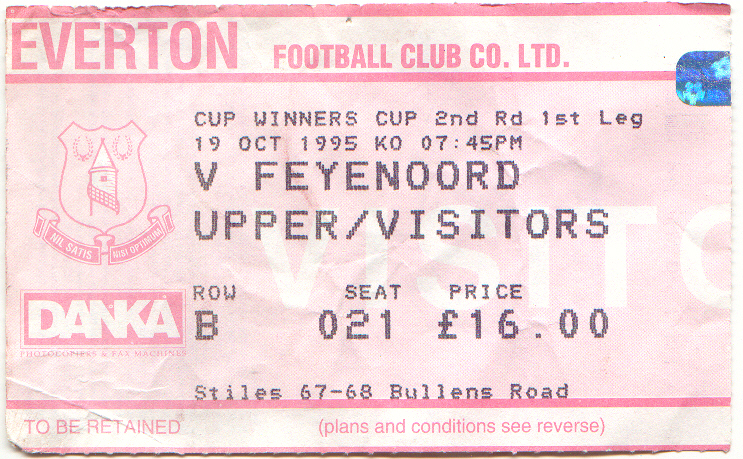 EVERTON FOOTBALL CLUB CO. LTD.
CUP WINNERS CUP 2nd Rd 1st Leg
19 OCT 1995 KO 07:45PM
V FEYENOORD
UPPER/VISITORS
NIL SATIS NISI OPTIMUM
VISITO
DANKA
PHOTOCOPIERS & FAX MACHINES
ROW SEAT PRICE
B 021 £16.00
Stiles 67-68 Bullens Road
TO BE RETAINED (plans and conditions see reverse)